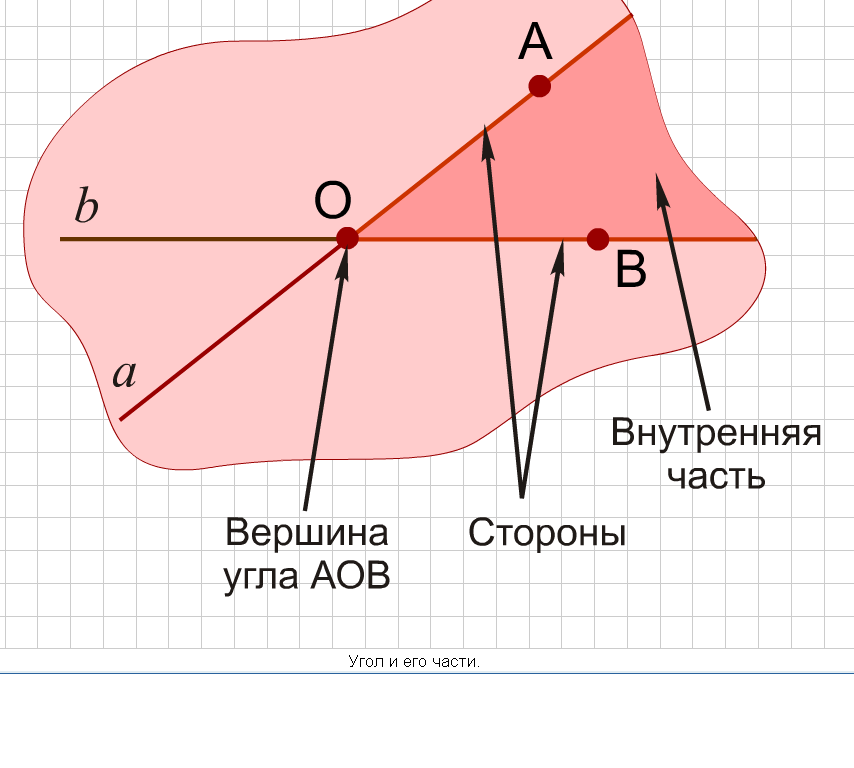 A
O
b
B
a
Внутренняя
часть
Вершина
угла АОВ
Стороны
Угол и его части.